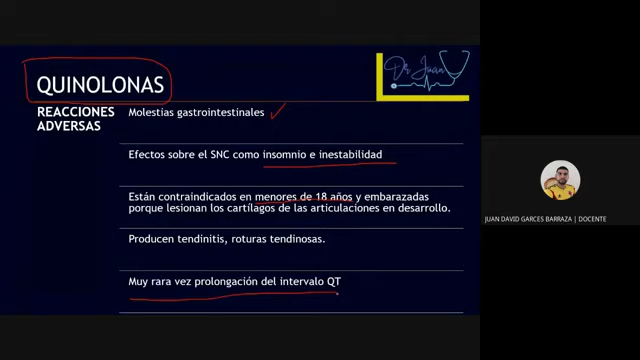 QUINOLONAS
Dr Juan
REACCIONES
ADVERSAS
Molestias gastrointestinales
Efectos sobre el SNC como insomnio e inestabilidad
Están contraindicados en menores de 18 años y embarazadas
porque lesionan los cartílagos de las articulaciones en desarrollo.
Producen tendinitis, roturas tendinosas.
Muy rara vez prolongación del intervalo QT
JUAN DAVID GARCES BARRAZA | DOCENTE